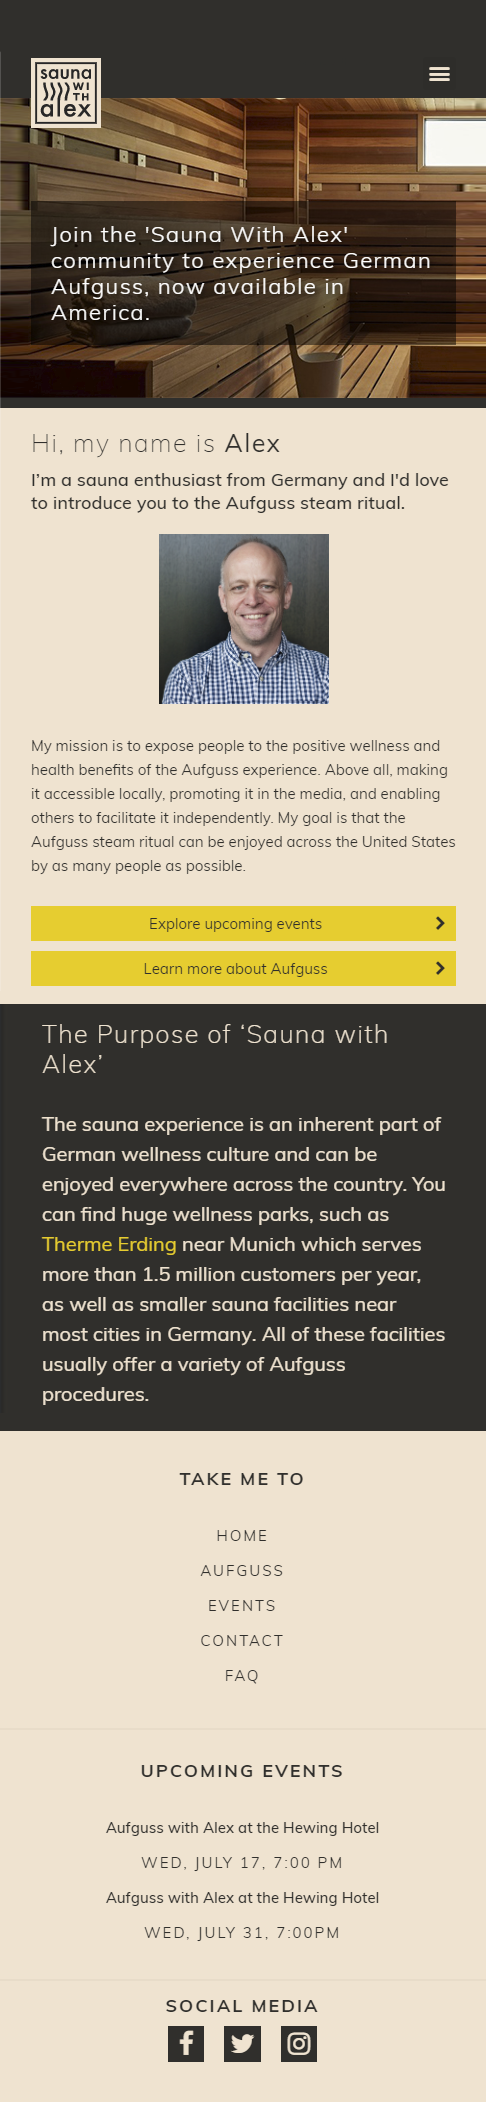 sauna
WI
TH
alex
Join the 'Sauna With Alex'
community to experience German
Aufguss, now available in
America.
Hi, my name is Alex
I’m a sauna enthusiast from Germany and I'd love
to introduce you to the Aufguss steam ritual.
My mission is to expose people to the positive wellness and
health benefits of the Aufguss experience. Above all, making
it accessible locally, promoting it in the media, and enabling
others to facilitate it independently. My goal is that the
Aufguss steam ritual can be enjoyed across the United States
by as many people as possible.
Explore upcoming events
Learn more about Aufguss
The Purpose of ‘Sauna with
Alex’
The sauna experience is an inherent part of
German wellness culture and can be
enjoyed everywhere across the country. You
can find huge wellness parks, such as
Therme Erding near Munich which serves
more than 1.5 million customers per year,
as well as smaller sauna facilities near
most cities in Germany. All of these facilities
usually offer a variety of Aufguss
procedures.
TAKE ME TO
HOME
AUFGUSS
EVENTS
CONTACT
FAQ
UPCOMING EVENTS
Aufguss with Alex at the Hewing Hotel
WED, JULY 17, 7:00 PM
Aufguss with Alex at the Hewing Hotel
WED, JULY 31, 7:00PM
SOCIAL MEDIA